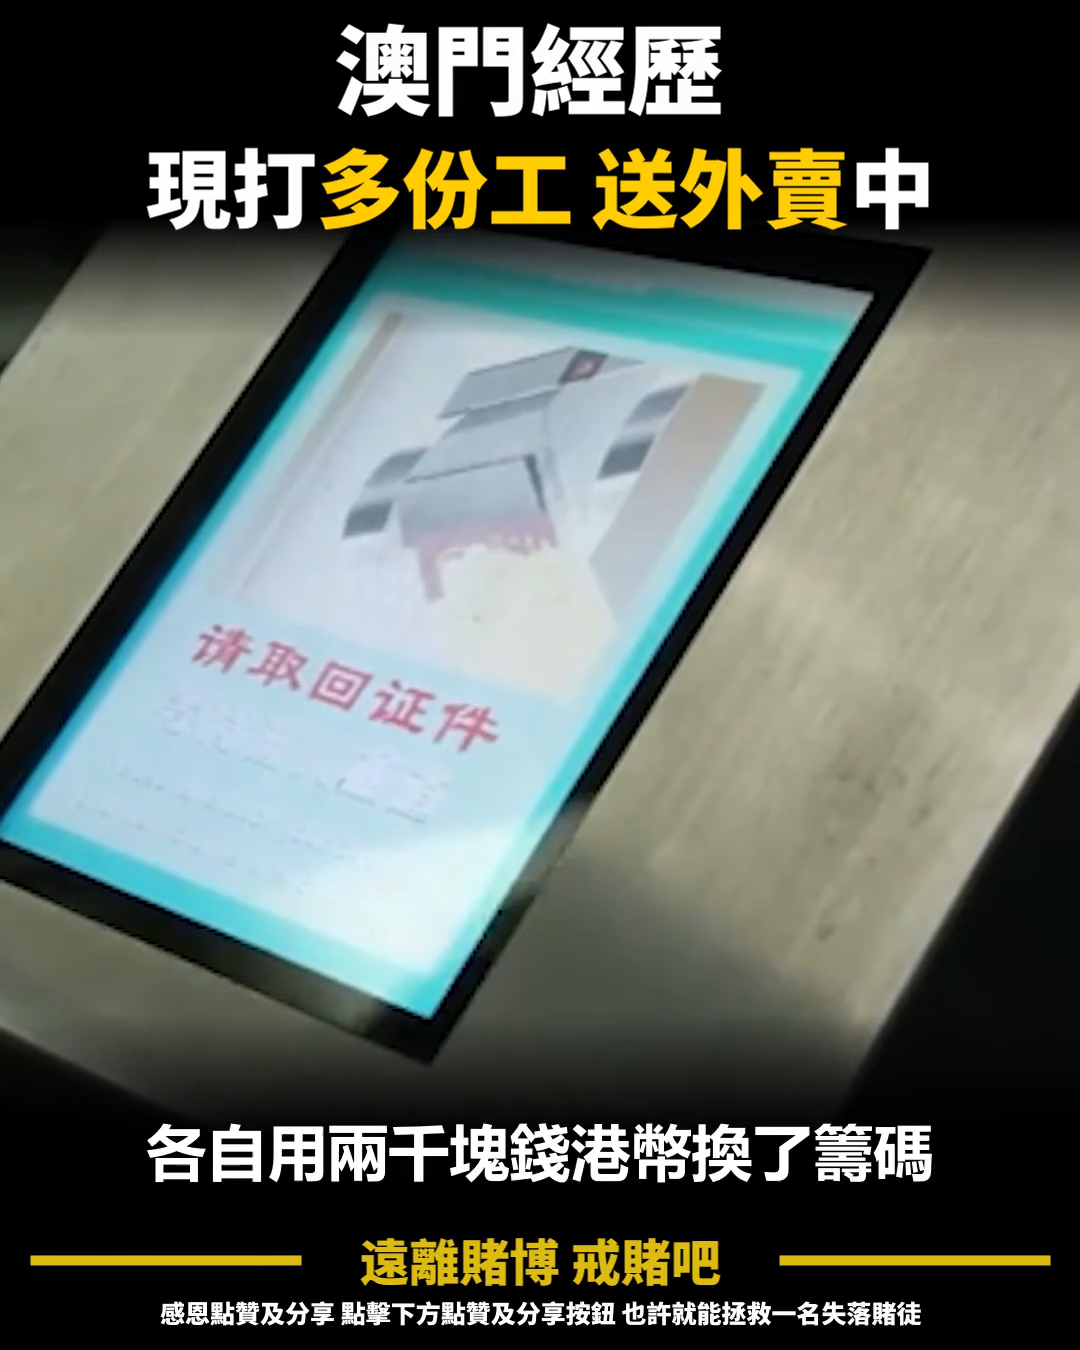 澳門經歷
現打多份工 送外賣中
请取回证件
各自用兩千塊錢港幣換了籌碼
遠離賭博 戒賭吧
感恩點贊及分享 點擊下方點贊及分享按鈕 也許就能拯救一名失落賭徒